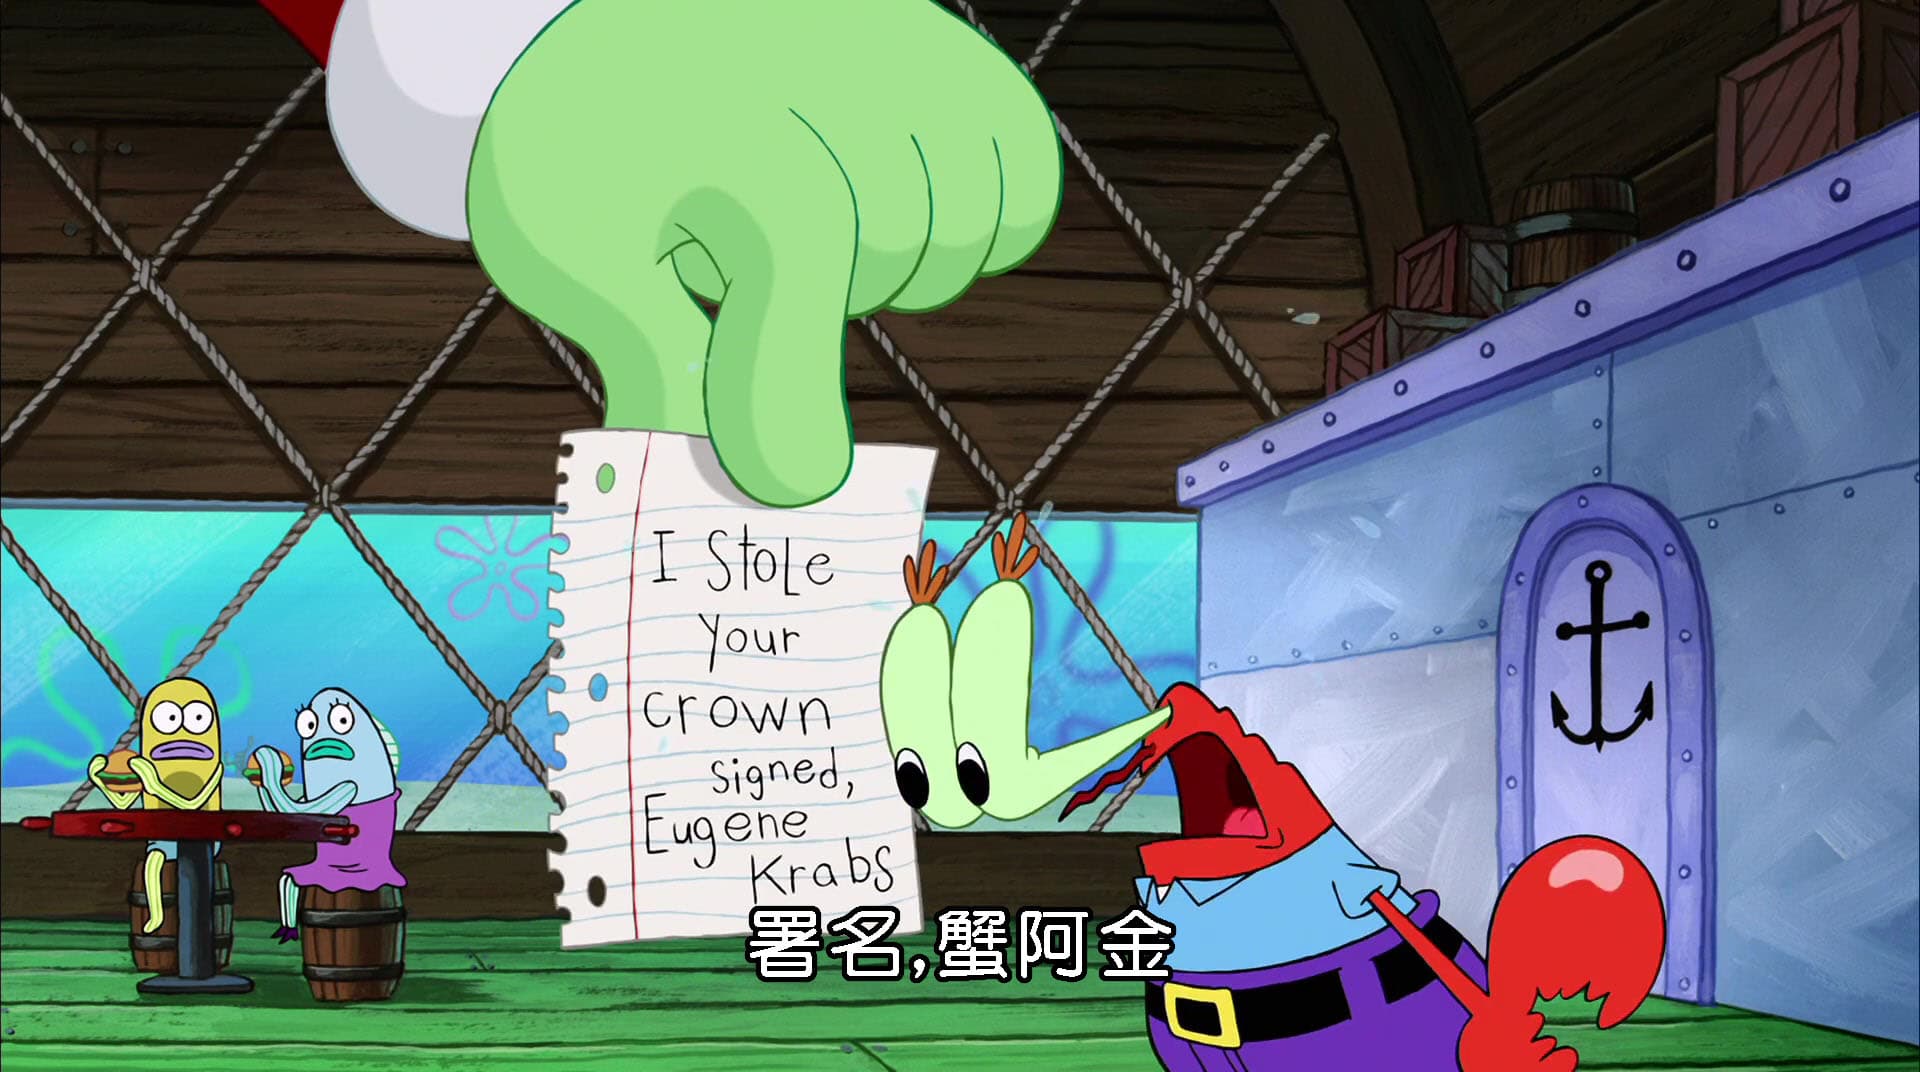 I Stole
your
crown
signed,
Eugene
Krabs
署名,蟹阿金